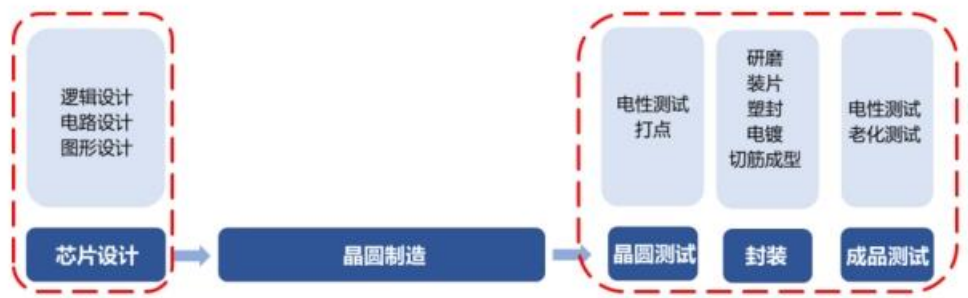 逻辑设计
电路设计
图形设计
芯片设计
晶圆制造
电性测试
打点
晶圆测试
研磨
装片
塑封
电镀
切筋成型
封装
电性测试
老化测试
成品测试